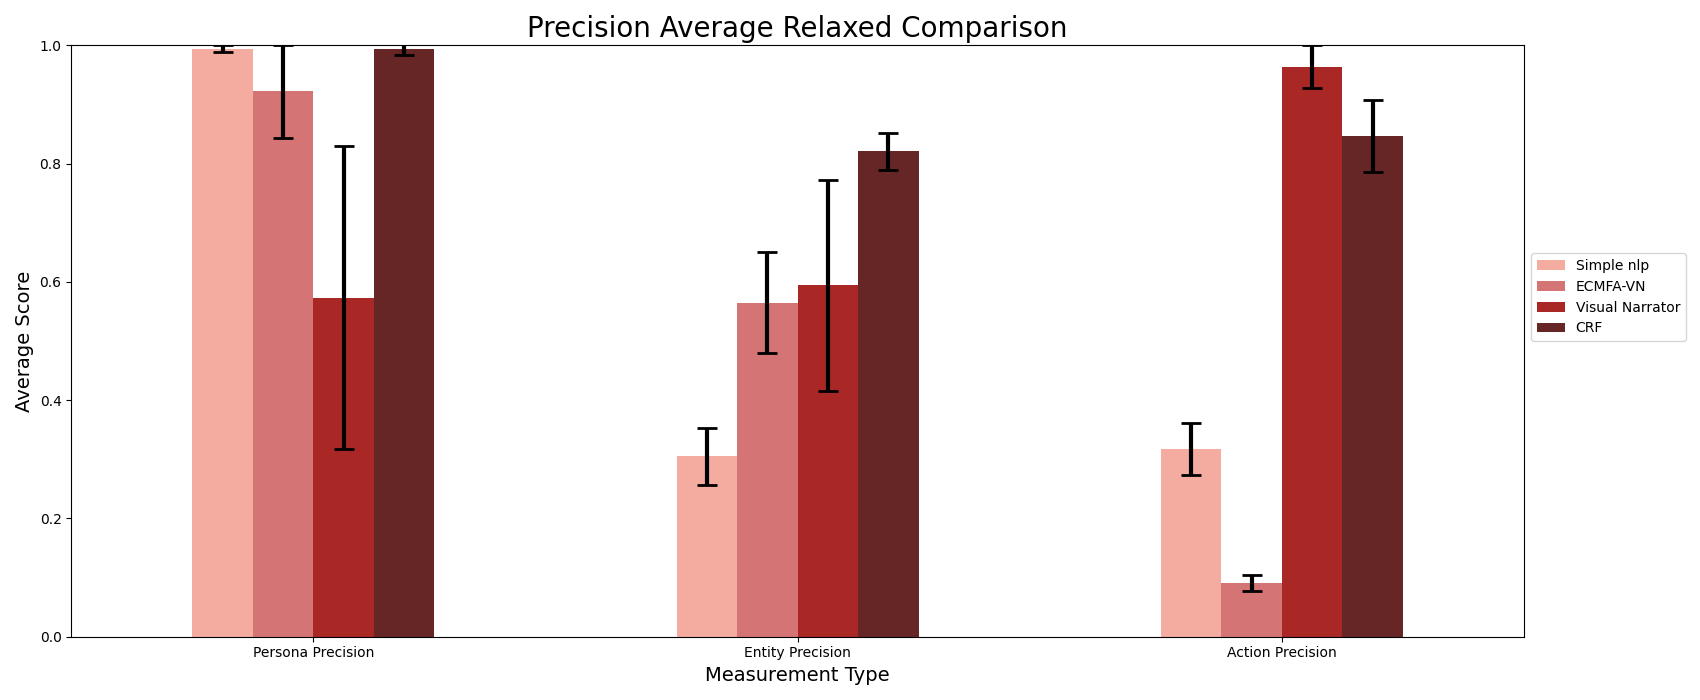 Precision Average Relaxed Comparison
1.0
0.8
0.6
0.4
0.2
0.0
Average Score
Persona Precision
Entity Precision
Action Precision
Measurement Type
Simple nlp
ECMFA-VN
Visual Narrator
CRF